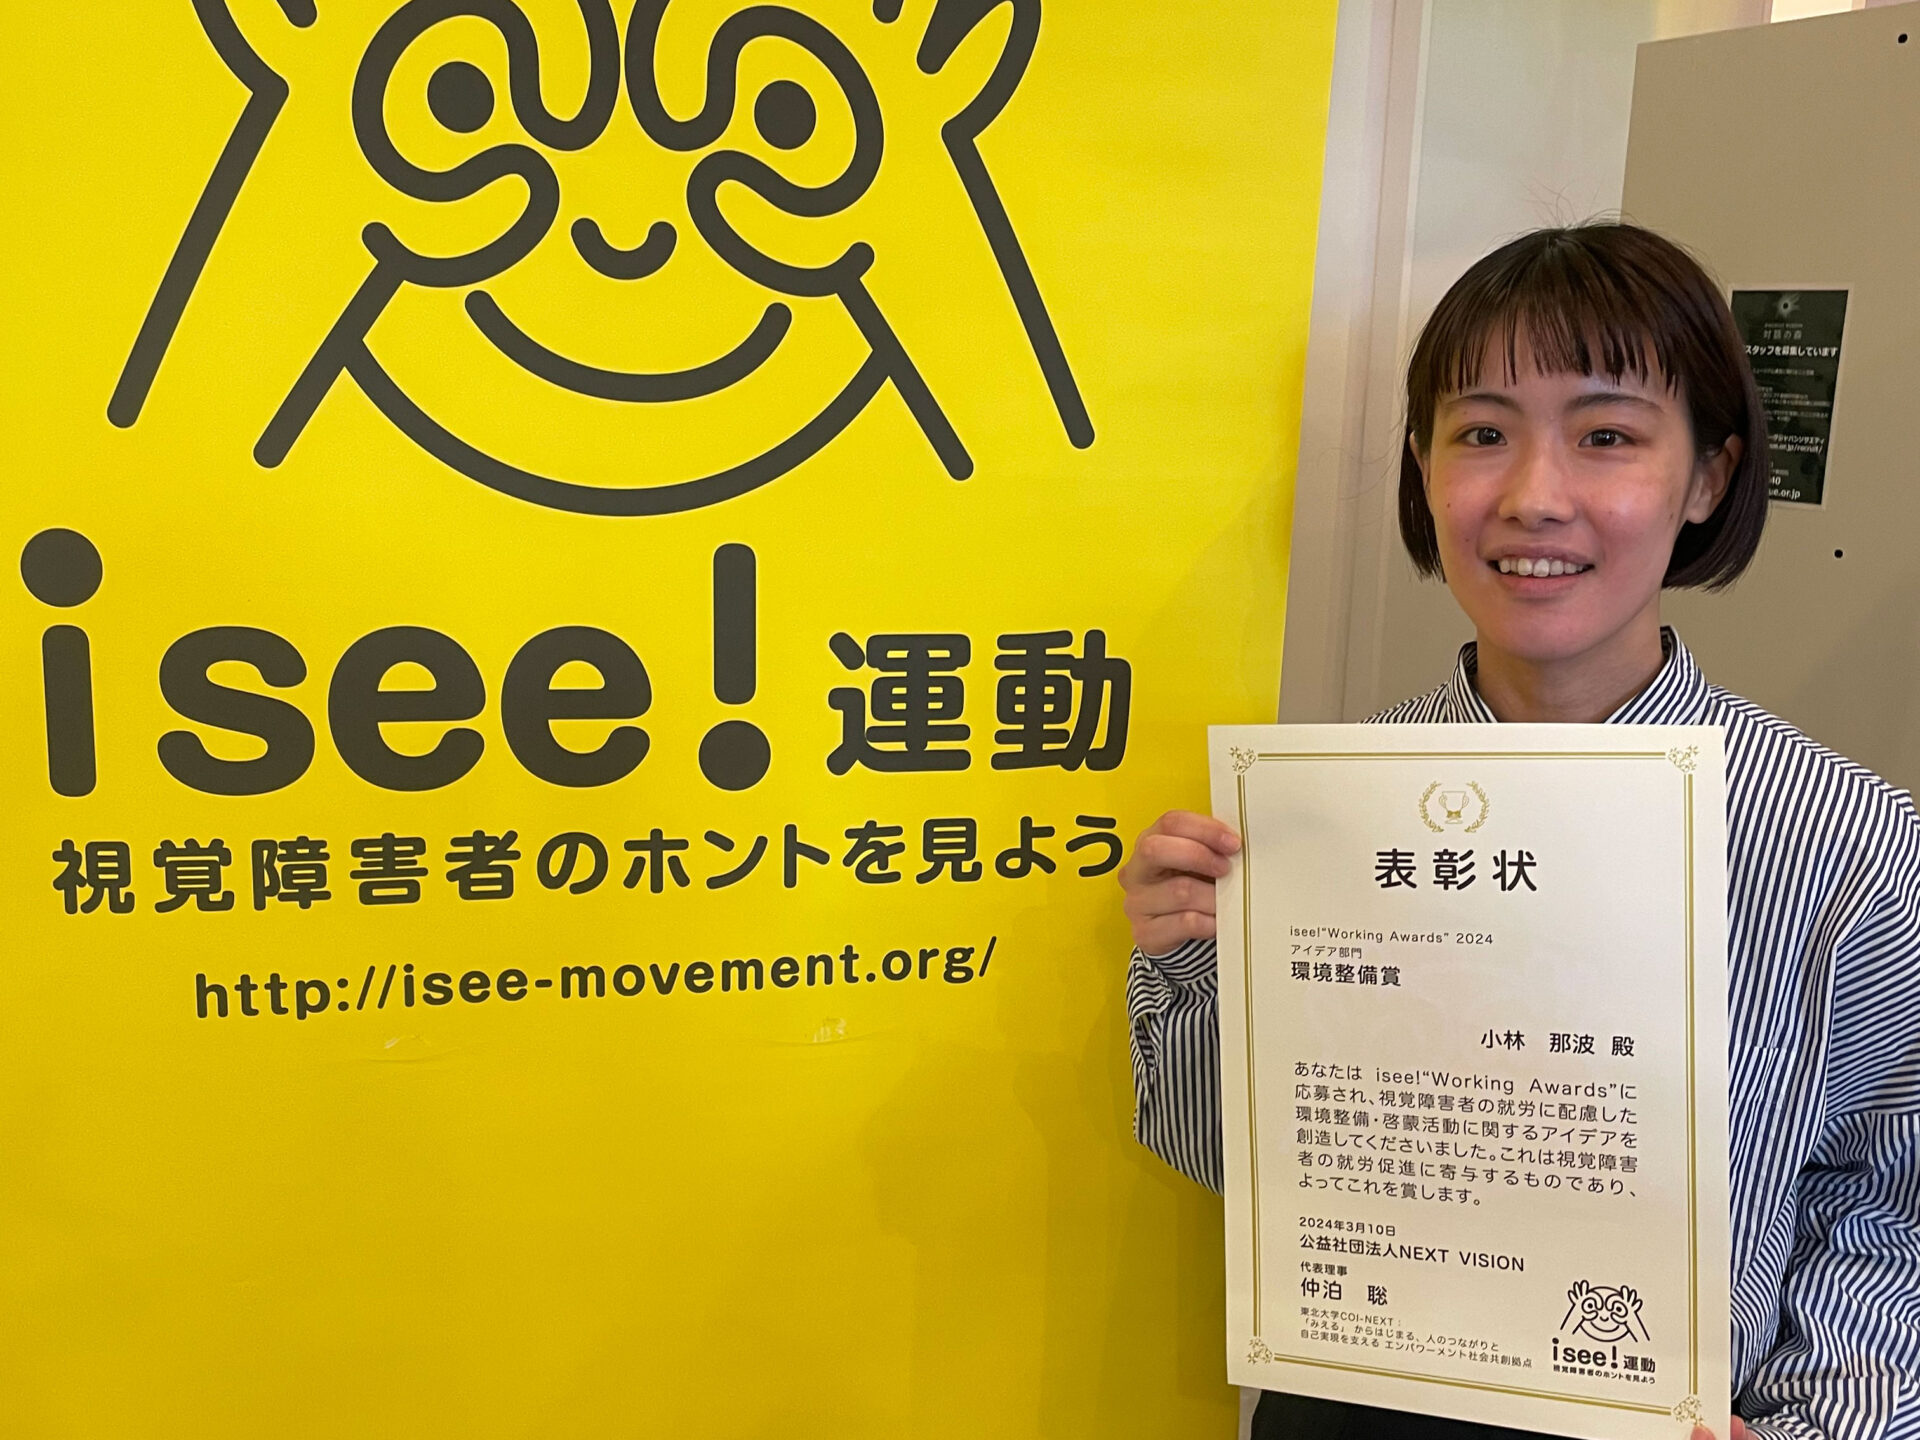 isee!運動
視覚障害者のホントを見よう
http://isee-movement.org/
対話の森
スタッフを募集しています
表彰状
isee!“Working Awards” 2024
アイデア部門
環境整備賞
小林 那波 殿
あなたは isee!“Working Awards”に
応募され、視覚障害者の就労に配慮した
環境整備・啓蒙活動に関するアイデアを
創造してくださいました。これは視覚障害
者の就労促進に寄与するものであり、
よってこれを賞します。
2024年3月10日
公益社団法人NEXT VISION
代表理事
仲泊 聡
東北大学COI-NEXT：
「みえる」からはじまる、人のつながりと
自己実現を支える エンパワーメント社会共創拠点
isee!運動
視覚障害者のホントを見よう